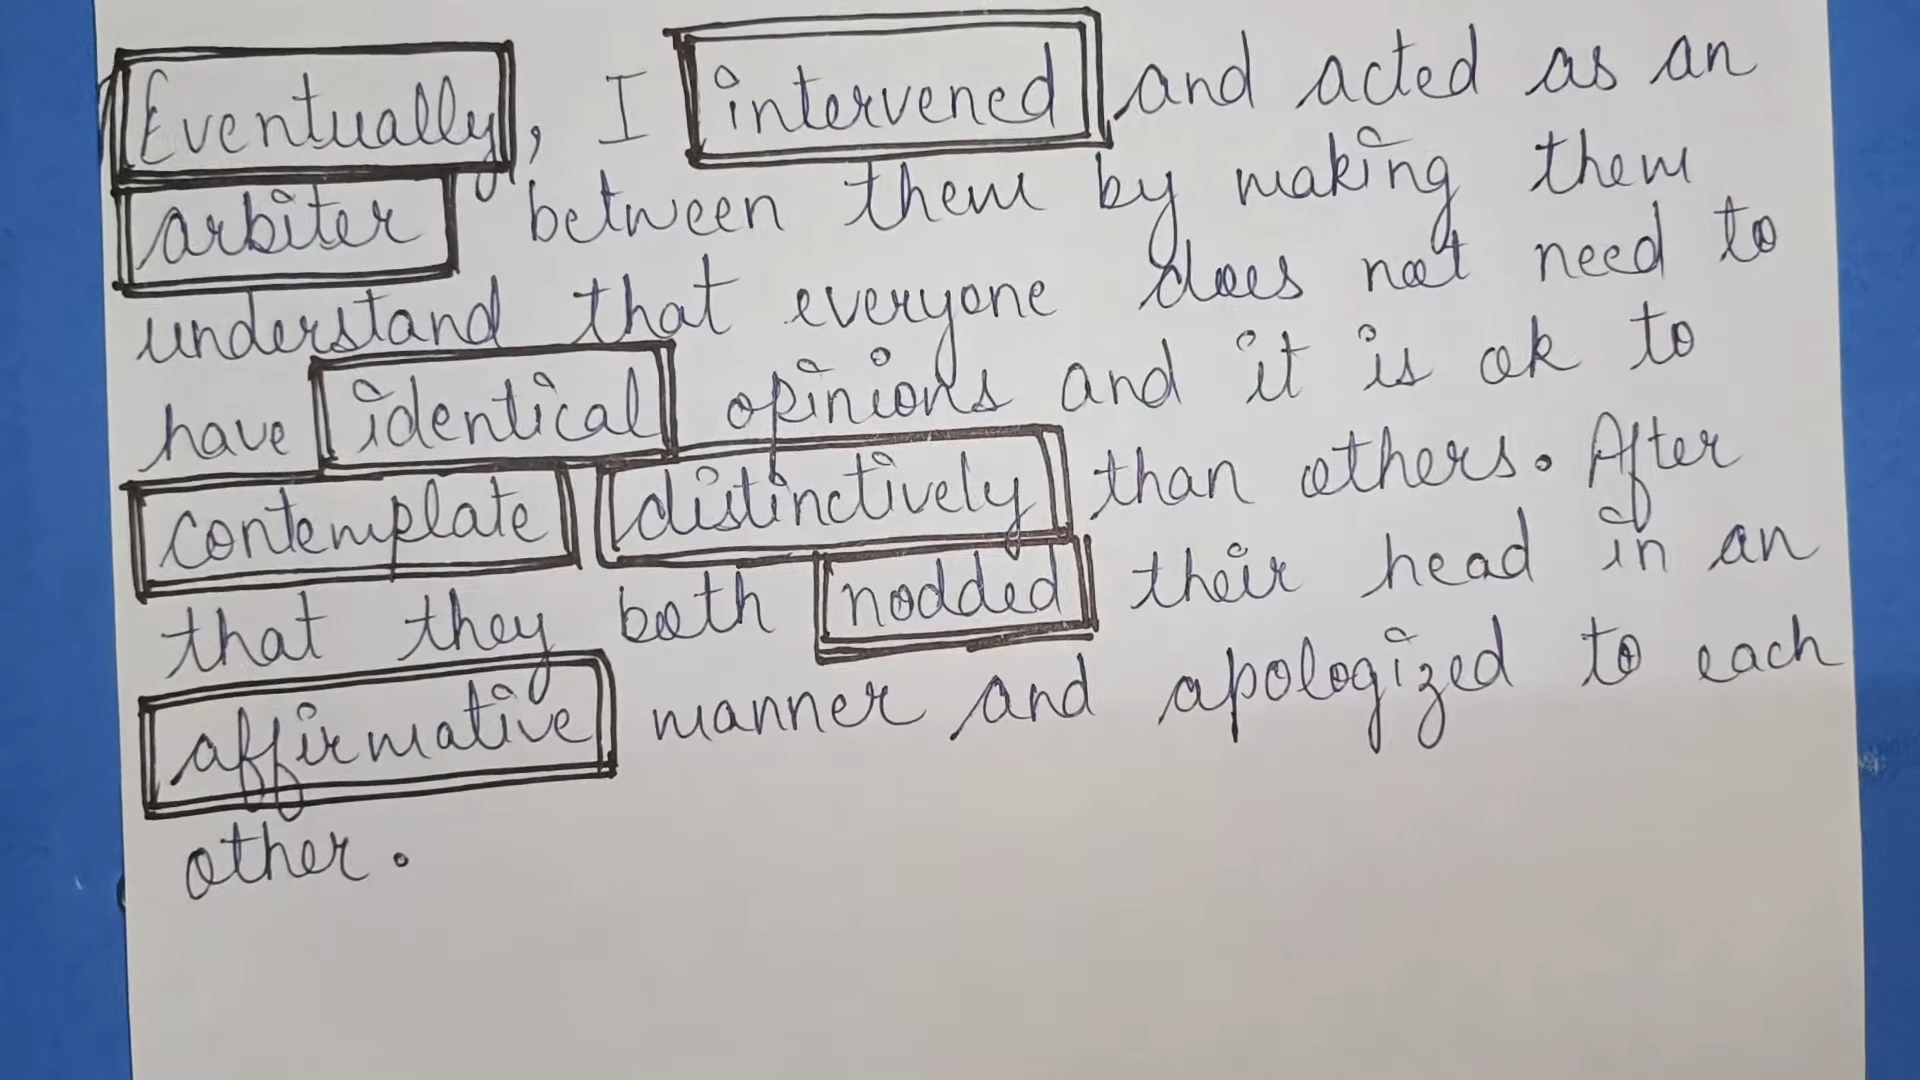 Eventually, I intervened and acted as an
arbiter between them by making them
understand that everyone does not need to
have identical opinions and it is ok to
contemplate distinctively than others. After
that they both nodded their head in an
affirmative manner and apologized to each
other.